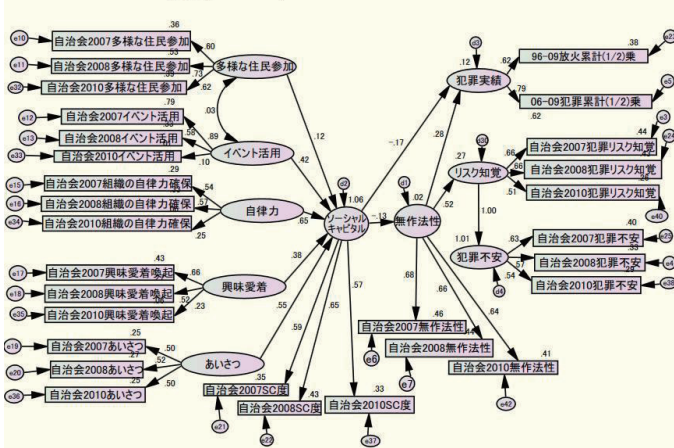 e10
.36
自治会2007多様な住民参加
.60
e11
.53
自治会2008多様な住民参加
.73
e32
.39
自治会2010多様な住民参加
.62
多様な住民参加
.03
.12
e12
.79
自治会2007イベント活用
.89
e13
自治会2008イベント活用
.58
e33
自治会2010イベント活用
.10
イベント活用
.42
e15
.29
自治会2007組織の自律力確保
.54
e16
自治会2008組織の自律力確保
.57
e34
自治会2010組織の自律力確保
.25
自律力
.65
e17
.43
自治会2007興味愛着喚起
.66
e18
自治会2008興味愛着喚起
.52
e35
自治会2010興味愛着喚起
.23
興味愛着
.38
e19
.25
自治会2007あいさつ
.50
e20
.27
自治会2008あいさつ
.52
e36
.25
自治会2010あいさつ
.50
あいさつ
.55
d2
1.06
ソーシャル
キャピタル
.59
.65
.57
.35
自治会2007SC度
e21
.43
自治会2008SC度
e22
.33
自治会2010SC度
e37
-.17
-.13
d1
.02
無作法性
.28
.52
.68
.66
.64
.46
自治会2007無作法性
e6
.44
自治会2008無作法性
e7
.41
自治会2010無作法性
e42
d3
.12
犯罪実績
.62
.38
96-09放火累計(1/2)乗
e23
.79
06-09犯罪累計(1/2)乗
.62
e5
d30
.27
リスク知覚
.66
.44
自治会2007犯罪リスク知覚
e3
.66
自治会2008犯罪リスク知覚
e24
.51
自治会2010犯罪リスク知覚
e40
1.00
1.01
犯罪不安
d4
.63
.40
自治会2007犯罪不安
e25
.57
.33
自治会2008犯罪不安
e4
.54
.29
自治会2010犯罪不安
e38